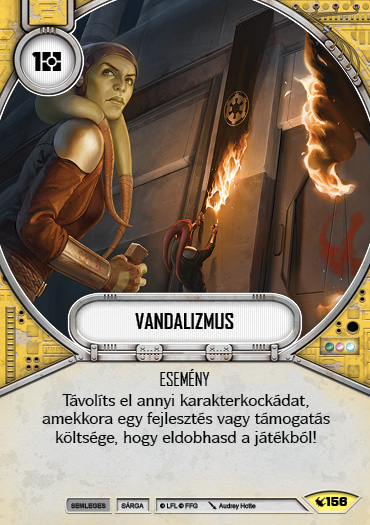 1
VANDALIZMUS
ESEMÉNY
Távolíts el annyi karakterkockádat,
amekkora egy fejlesztés vagy támogatás
költsége, hogy eldobhasd a játékból!
SEMLEGES SÁRGA © LFL © FFG Audrey Hotte 156